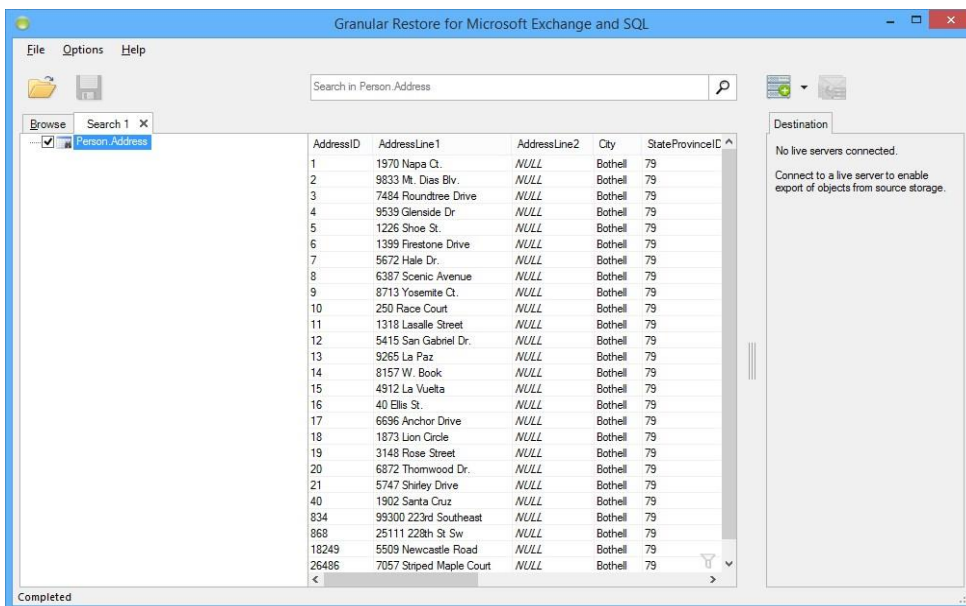 Granular Restore for Microsoft Exchange and SQL
File Options Help
Search in Person.Address
Browse Search 1 X
Destination
Person.Address
AddressID AddressLine1 AddressLine2 City StateProvinceID
1 1970 Napa Ct. NULL Bothell 79
2 9833 Mt. Dias Blv. NULL Bothell 79
3 7484 Roundtree Drive NULL Bothell 79
4 9539 Glenside Dr NULL Bothell 79
5 1226 Shoe St. NULL Bothell 79
6 1399 Firestone Drive NULL Bothell 79
7 5672 Hale Dr. NULL Bothell 79
8 6387 Scenic Avenue NULL Bothell 79
9 8713 Yosemite Ct. NULL Bothell 79
10 250 Race Court NULL Bothell 79
11 1318 Lasalle Street NULL Bothell 79
12 5415 San Gabriel Dr. NULL Bothell 79
13 9265 La Paz NULL Bothell 79
14 8157 W. Book NULL Bothell 79
15 4912 La Vuelta NULL Bothell 79
16 40 Ellis St. NULL Bothell 79
17 6696 Anchor Drive NULL Bothell 79
18 1873 Lion Circle NULL Bothell 79
19 3148 Rose Street NULL Bothell 79
20 6872 Thornwood Dr. NULL Bothell 79
21 5747 Shirley Drive NULL Bothell 79
40 1902 Santa Cruz NULL Bothell 79
834 99300 223rd Southeast NULL Bothell 79
868 25111 228th St Sw NULL Bothell 79
18249 5509 Newcastle Road NULL Bothell 79
26486 7057 Striped Maple Court NULL Bothell 79
No live servers connected.
Connect to a live server to enable
export of objects from source storage.
Completed